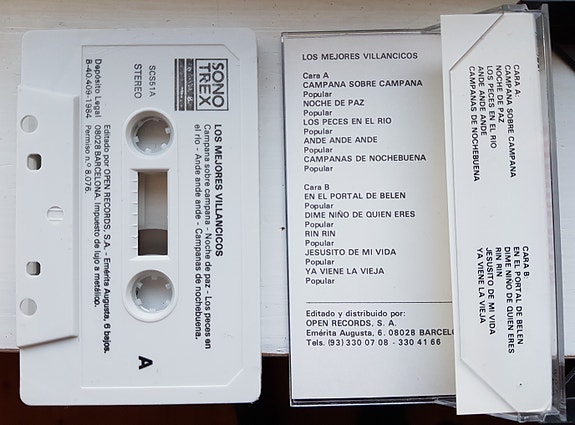 SONO
TREX
SCS51A
STEREO
LOS MEJORES VILLANCICOS
Campana sobre campana - Noche de paz - Los peces en
el río - Ande ande ande - Campanas de nochebuena.
A
Editado por OPEN RECORDS, S.A. - Emérita Augusta, 6 bajos.
08028 BARCELONA. Impuesto de lujo a metálico.
Permiso n.º 8.076.
Depósito Legal
B-40.409-1984
LOS MEJORES VILLANCICOS
Cara A
CAMPANA SOBRE CAMPANA
Popular
NOCHE DE PAZ
Popular
LOS PECES EN EL RIO
Popular
ANDE ANDE ANDE
Popular
CAMPANAS DE NOCHEBUENA
Popular
Cara B
EN EL PORTAL DE BELEN
Popular
DIME NIÑO DE QUIEN ERES
Popular
RIN RIN
Popular
JESUSITO DE MI VIDA
Popular
YA VIENE LA VIEJA
Popular
Editado y distribuido por:
OPEN RECORDS, S. A.
Emérita Augusta, 6. 08028 BARCELO
Tels. (93) 330 07 08 - 330 41 66
CARA A:
CAMPANA SOBRE CAMPANA
NOCHE DE PAZ
LOS PECES EN EL RIO
ANDE ANDE ANDE
CAMPANAS DE NOCHEBUENA
CARA B:
EN EL PORTAL DE BELEN
DIME NIÑO DE QUIEN ERES
RIN RIN
JESUSITO DE MI VIDA
YA VIENE LA VIEJA